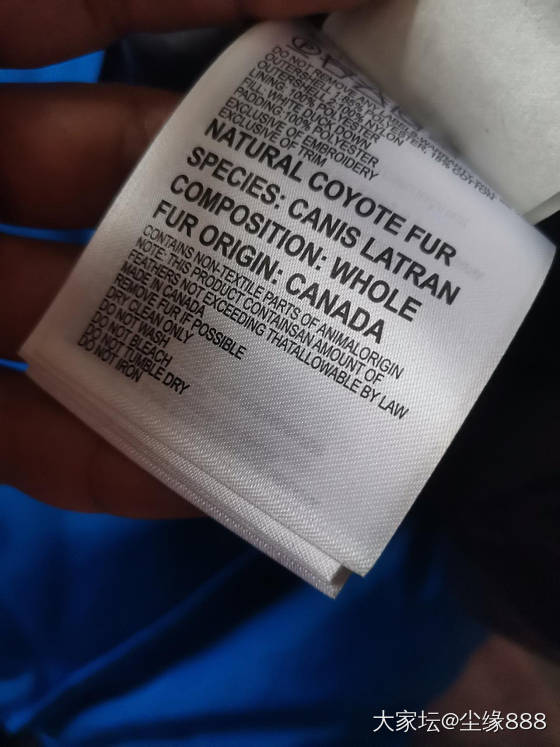 DO NOT REMOVE
FILL: WHITE DUCK DOWN
PADDING: 100% POLYESTER
EXCLUSIVE OF EMBROIDERY
EXCLUSIVE OF TRIM
NATURAL COYOTE FUR
SPECIES: CANIS LATRAN
COMPOSITION: WHOLE
FUR ORIGIN: CANADA
CONTAINS NON-TEXTILE PARTS OF ANIMALORIGIN
NOTE: THIS PRODUCT CONTAINSAN AMOUNT OF
FEATHERS NOT EXCEEDING THATALLOWABLE BY LAW
MADE IN CANADA
REMOVE FUR IF POSSIBLE
DRY CLEAN ONLY
DO NOT WASH
DO NOT BLEACH
DO NOT TUMBLE DRY
DO NOT IRON
大家坛@尘缘888